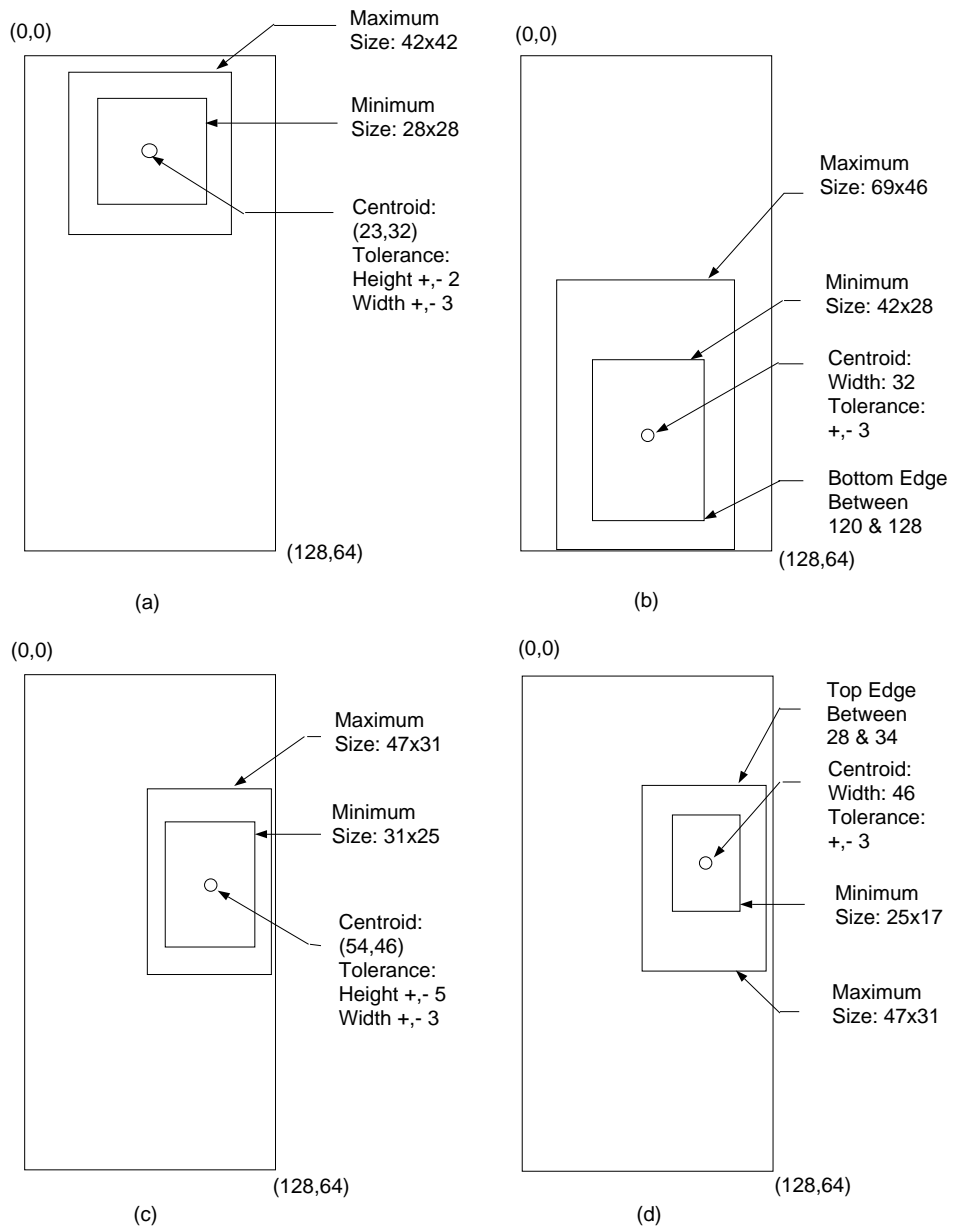 (0,0)
Maximum
Size: 42x42
Minimum
Size: 28x28
Centroid:
(23,32)
Tolerance:
Height +,- 2
Width +,- 3
(128,64)
(a)
(0,0)
Maximum
Size: 69x46
Minimum
Size: 42x28
Centroid:
Width: 32
Tolerance:
+,- 3
Bottom Edge
Between
120 & 128
(128,64)
(b)
(0,0)
Maximum
Size: 47x31
Minimum
Size: 31x25
Centroid:
(54,46)
Tolerance:
Height +,- 5
Width +,- 3
(128,64)
(c)
(0,0)
Top Edge
Between
28 & 34
Centroid:
Width: 46
Tolerance:
+,- 3
Minimum
Size: 25x17
Maximum
Size: 47x31
(128,64)
(d)